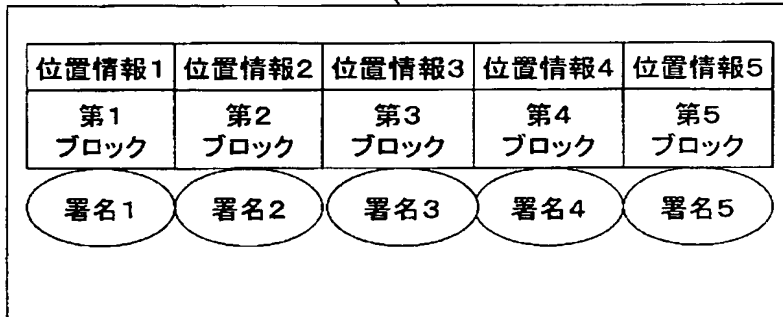 位置情報1 位置情報2 位置情報3 位置情報4 位置情報5
第1 第2 第3 第4 第5
ブロック ブロック ブロック ブロック ブロック
署名1 署名2 署名3 署名4 署名5